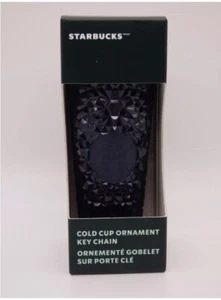 STARBUCKS
COLD CUP ORNAMENT
KEY CHAIN
ORNEMENTÉ GOBELET
SUR PORTE CLÉ